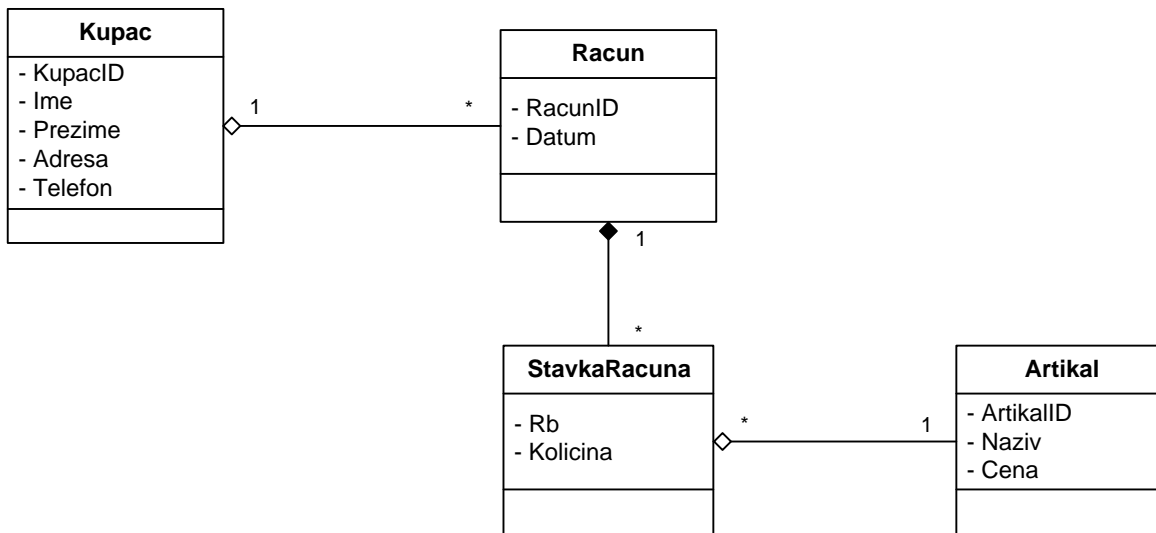 Kupac
- KupacID
- Ime
- Prezime
- Adresa
- Telefon
1
*
Racun
- RacunID
- Datum
1
*
StavkaRacuna
- Rb
- Kolicina
*
1
Artikal
- ArtikalID
- Naziv
- Cena